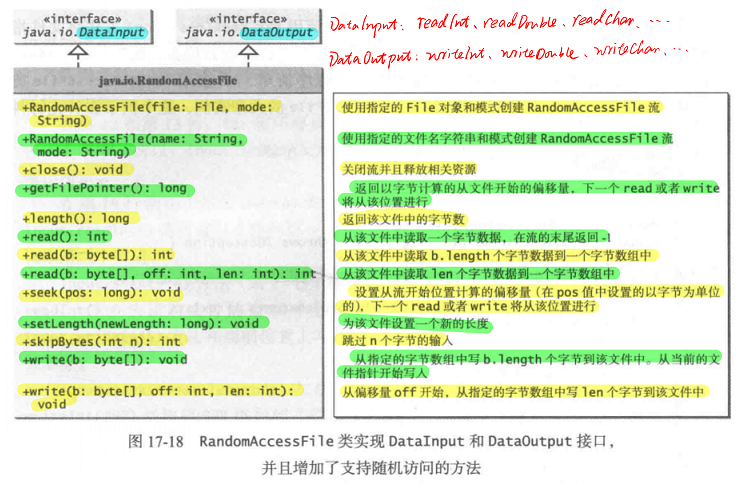 «interface»
java.io.DataInput
«interface»
java.io.DataOutput
DataInput: readInt、readDouble、readChar、...
DataOutput: writeInt、writeDouble、writeChar、...
java.io.RandomAccessFile
+RandomAccessFile(file: File, mode:
String)
使用指定的 File 对象和模式创建 RandomAccessFile 流
+RandomAccessFile(name: String,
mode: String)
使用指定的文件名字符串和模式创建 RandomAccessFile 流
+close(): void
关闭流并且释放相关资源
+getFilePointer(): long
返回以字节计算的从文件开始的偏移量，下一个 read 或者 write
将从该位置进行
+length(): long
返回该文件中的字节数
+read(): int
从该文件中读取一个字节数据，在流的末尾返回 -1
+read(b: byte[]): int
从该文件中读取 b.length 个字节数据到一个字节数组中
+read(b: byte[], off: int, len: int): int
从该文件中读取 len 个字节数据到一个字节数组中
+seek(pos: long): void
设置从流开始位置计算的偏移量（在 pos 值中设置的以字节为单位
的），下一个 read 或者 write 将从该位置进行
+setLength(newLength: long): void
为该文件设置一个新的长度
+skipBytes(int n): int
跳过 n 个字节的输入
+write(b: byte[]): void
从指定的字节数组中写 b.length 个字节到该文件中。从当前的文
件指针开始写入
+write(b: byte[], off: int, len: int):
void
从偏移量 off 开始，从指定的字节数组中写 len 个字节到该文件中
图 17-18 RandomAccessFile 类实现 DataInput 和 DataOutput 接口，
并且增加了支持随机访问的方法